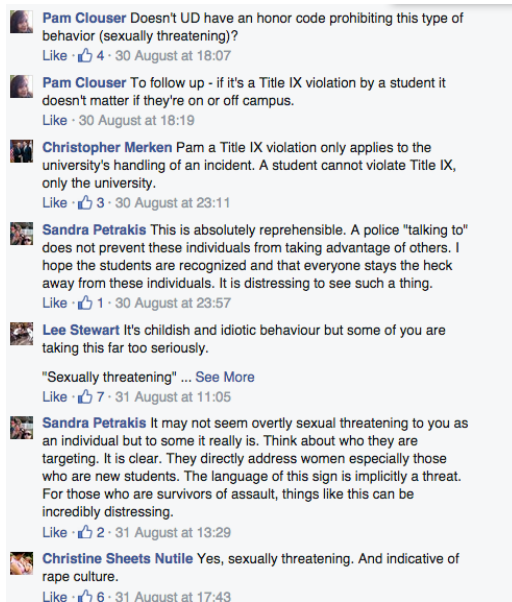 Pam Clouser Doesn't UD have an honor code prohibiting this type of
behavior (sexually threatening)?
Like · 4 · 30 August at 18:07
Pam Clouser To follow up - if it's a Title IX violation by a student it
doesn't matter if they're on or off campus.
Like · 30 August at 18:19
Christopher Merken Pam a Title IX violation only applies to the
university's handling of an incident. A student cannot violate Title IX,
only the university.
Like · 3 · 30 August at 23:11
Sandra Petrakis This is absolutely reprehensible. A police "talking to"
does not prevent these individuals from taking advantage of others. I
hope the students are recognized and that everyone stays the heck
away from these individuals. It is distressing to see such a thing.
Like · 1 · 30 August at 23:57
Lee Stewart It's childish and idiotic behaviour but some of you are
taking this far too seriously.
"Sexually threatening" ... See More
Like · 7 · 31 August at 11:05
Sandra Petrakis It may not seem overtly sexual threatening to you as
an individual but to some it really is. Think about who they are
targeting. It is clear. They directly address women especially those
who are new students. The language of this sign is implicitly a threat.
For those who are survivors of assault, things like this can be
incredibly distressing.
Like · 2 · 31 August at 13:29
Christine Sheets Nutile Yes, sexually threatening. And indicative of
rape culture.
Like · 6 · 31 August at 17:43